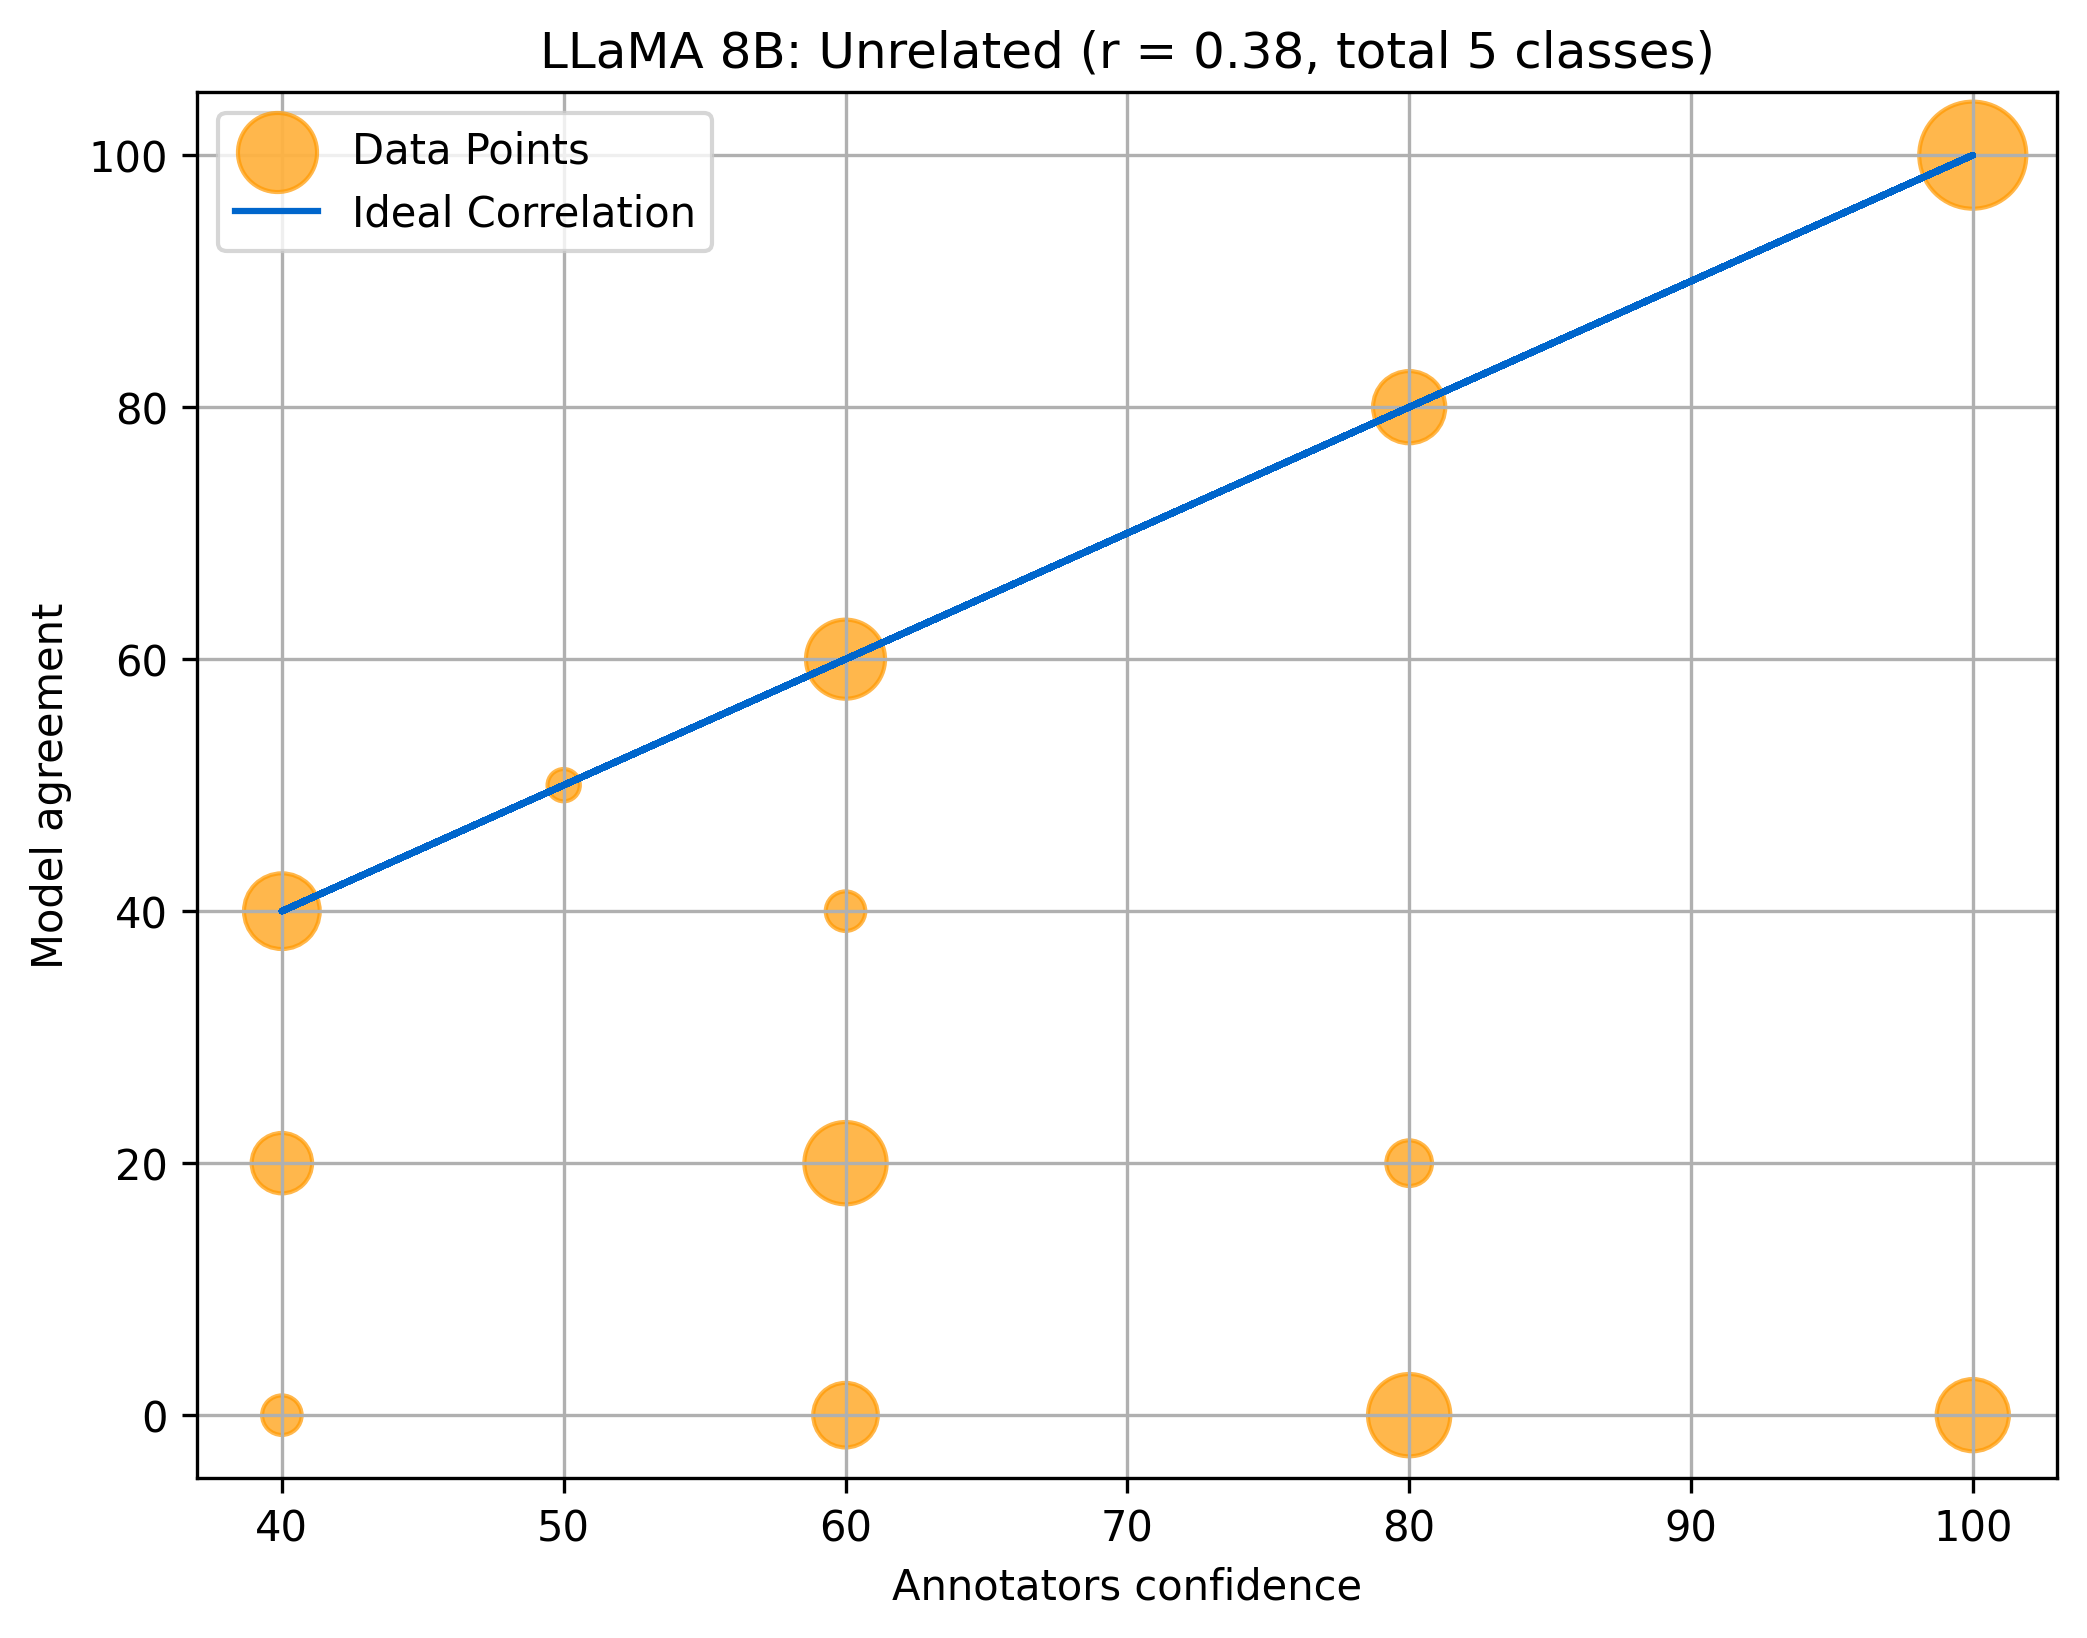 LLaMA 8B: Unrelated (r = 0.38, total 5 classes)
Data Points
Ideal Correlation
Model agreement
100
80
60
40
20
0
40 50 60 70 80 90 100
Annotators confidence